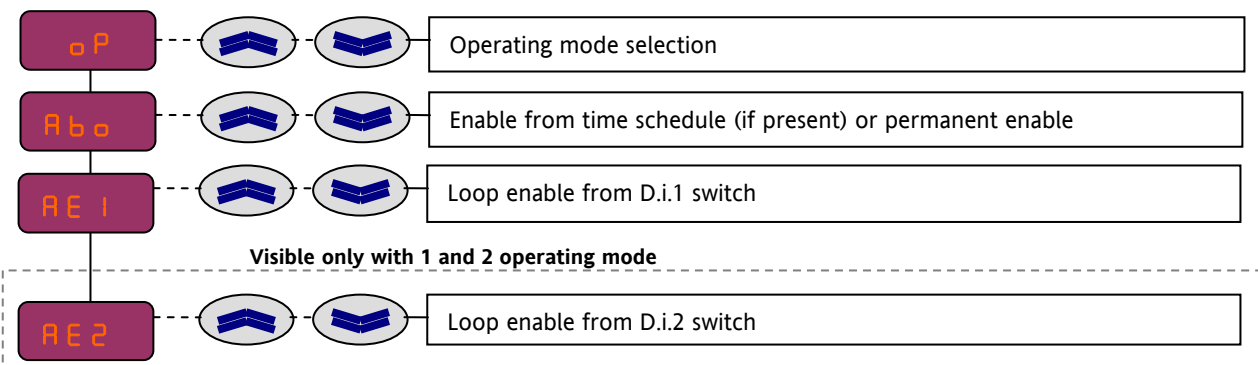 oP
Operating mode selection
Abo
Enable from time schedule (if present) or permanent enable
AE1
Loop enable from D.i.1 switch
Visible only with 1 and 2 operating mode
AE2
Loop enable from D.i.2 switch